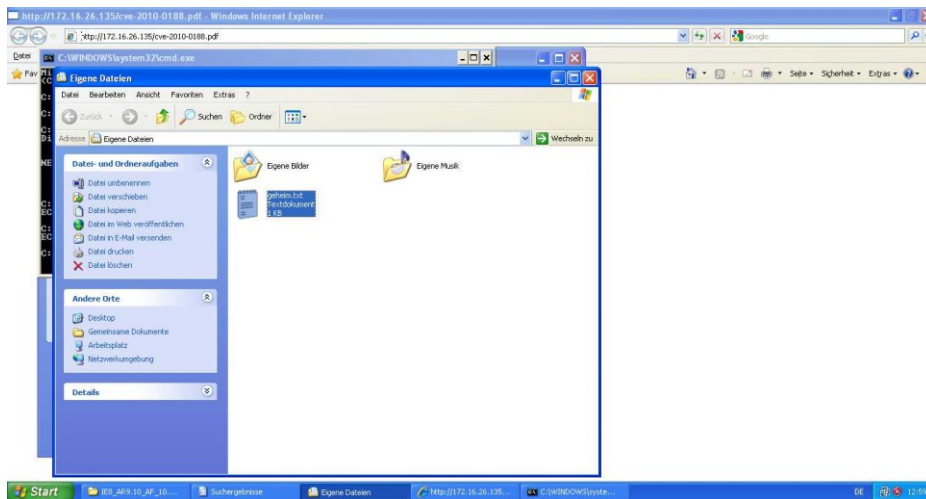 http://172.16.26.135/cve-2010-0188.pdf - Windows Internet Explorer
http://172.16.26.135/cve-2010-0188.pdf
Google
Datei
C:\WINDOWS\system32\cmd.exe
Fav
Seite
Sicherheit
Extras
Eigene Dateien
Datei Bearbeiten Ansicht Favoriten Extras ?
Zurück
Suchen
Ordner
Adresse
Eigene Dateien
Wechseln zu
Datei- und Ordneraufgaben
Datei umbenennen
Datei verschieben
Datei kopieren
Datei im Web veröffentlichen
Datei in E-Mail versenden
Datei drucken
Datei löschen
Eigene Bilder
Eigene Musik
geheim.txt
Textdokument
1 KB
Andere Orte
Desktop
Gemeinsame Dokumente
Arbeitsplatz
Netzwerkumgebung
Details
Start
IE8_AR9.10_AF_10....
Suchergebnisse
Eigene Dateien
http://172.16.26.135...
C:\WINDOWS\syste...
DE